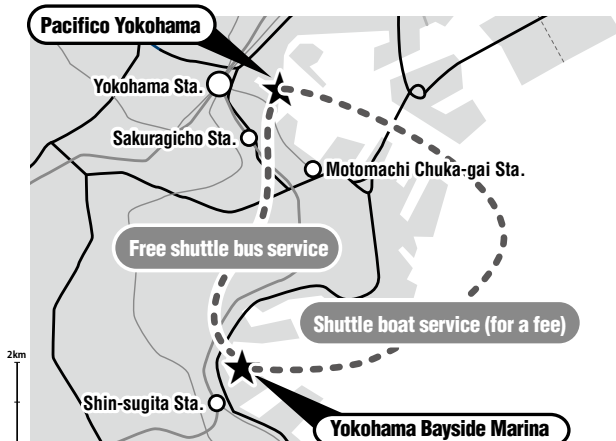 Pacifico Yokohama
Yokohama Sta.
Sakuragicho Sta.
Motomachi Chuka-gai Sta.
Free shuttle bus service
Shuttle boat service (for a fee)
2km
Shin-sugita Sta.
Yokohama Bayside Marina